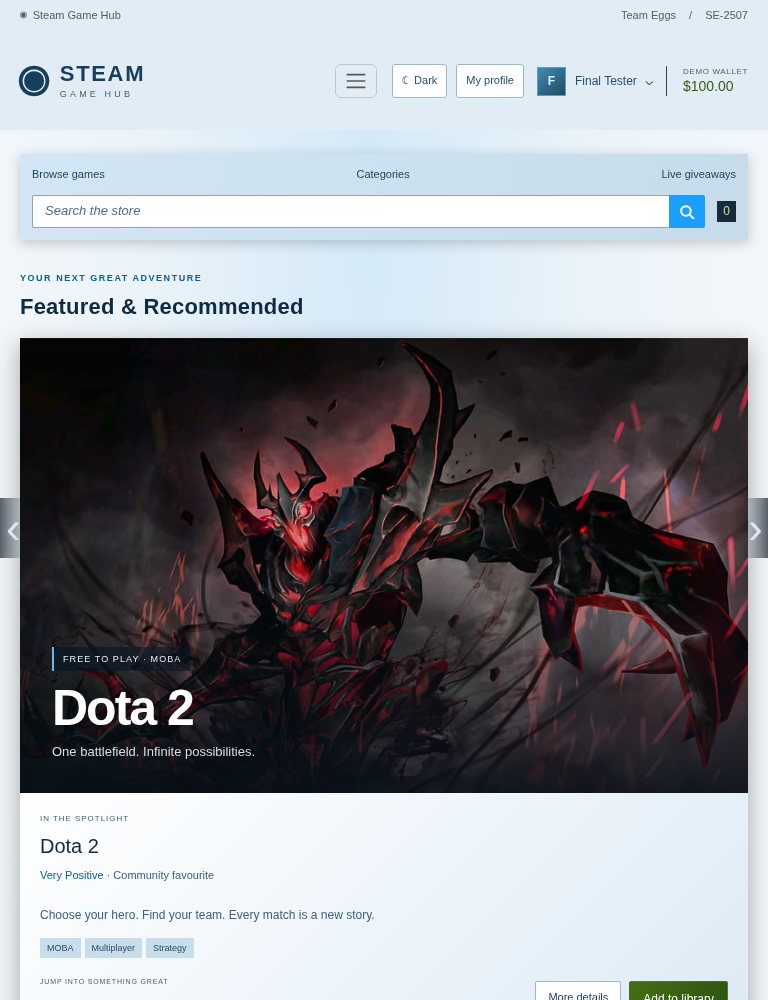 Steam Game Hub
Team Eggs / SE-2507
STEAM
GAME HUB
☾ Dark
My profile
F
Final Tester
DEMO WALLET
$100.00
Browse games
Categories
Live giveaways
Search the store
0
YOUR NEXT GREAT ADVENTURE
Featured & Recommended
FREE TO PLAY · MOBA
Dota 2
One battlefield. Infinite possibilities.
IN THE SPOTLIGHT
Dota 2
Very Positive · Community favourite
Choose your hero. Find your team. Every match is a new story.
MOBA
Multiplayer
Strategy
JUMP INTO SOMETHING GREAT
More details
Add to library